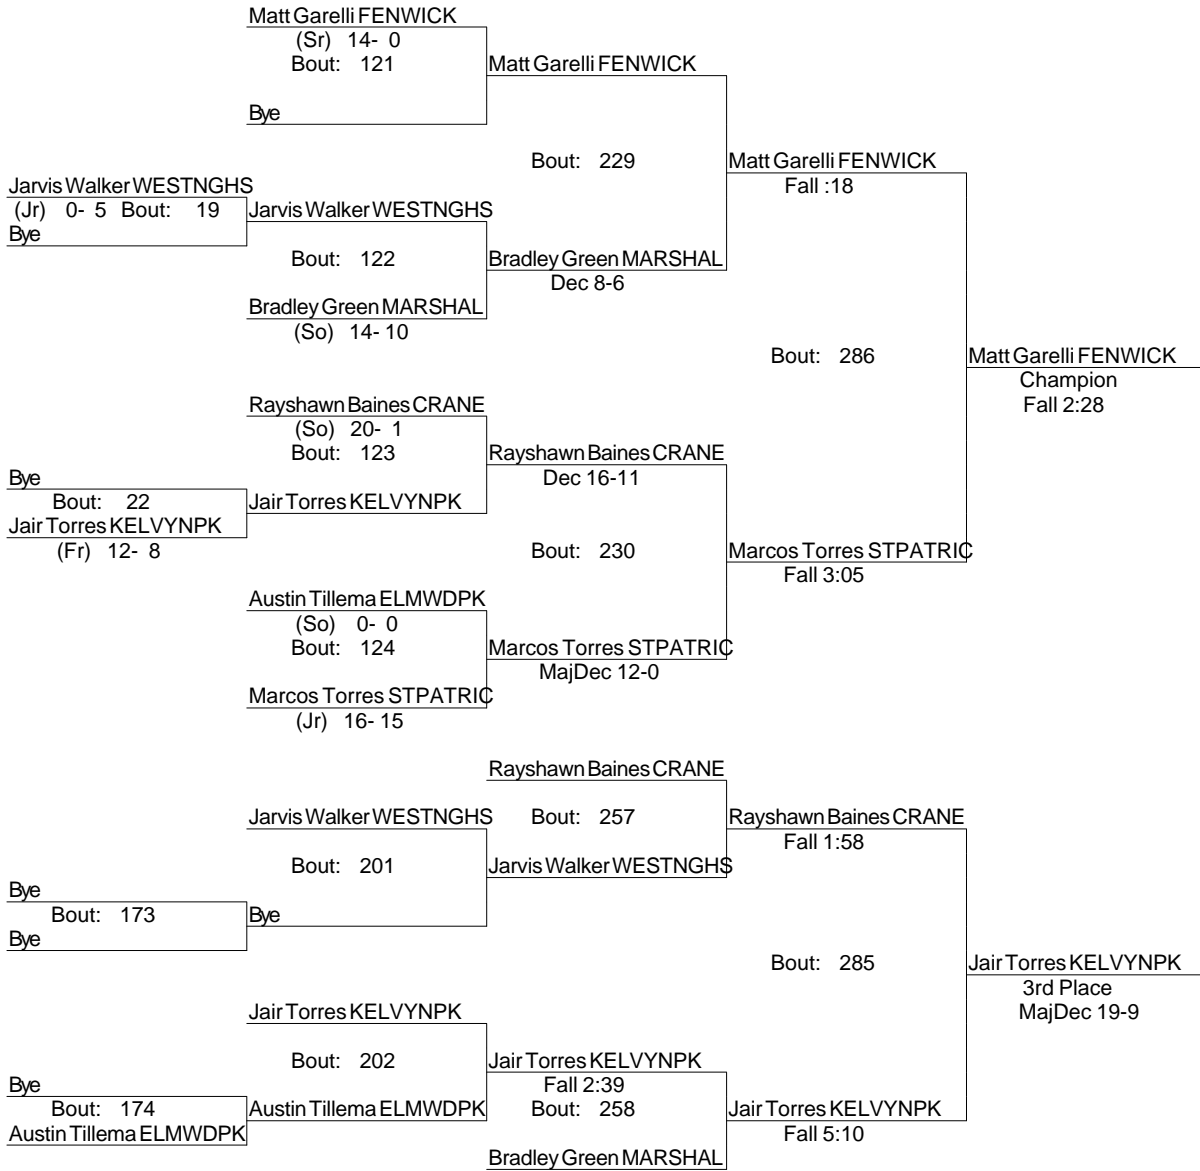 Matt Garelli FENWICK
(Sr) 14- 0
Bout: 121
Matt Garelli FENWICK
Bye
Bout: 229
Matt Garelli FENWICK
Fall :18
Jarvis Walker WESTNGHS
(Jr) 0- 5 Bout: 19
Jarvis Walker WESTNGHS
Bye
Bout: 122
Bradley Green MARSHAL
Dec 8-6
Bradley Green MARSHAL
(So) 14- 10
Bout: 286
Matt Garelli FENWICK
Champion
Fall 2:28
Rayshawn Baines CRANE
(So) 20- 1
Bout: 123
Rayshawn Baines CRANE
Dec 16-11
Bye
Bout: 22
Jair Torres KELVYNPK
Jair Torres KELVYNPK
(Fr) 12- 8
Bout: 230
Marcos Torres STPATRIC
Fall 3:05
Austin Tillema ELMWDPK
(So) 0- 0
Bout: 124
Marcos Torres STPATRIC
MajDec 12-0
Marcos Torres STPATRIC
(Jr) 16- 15
Rayshawn Baines CRANE
Jarvis Walker WESTNGHS
Bout: 257
Rayshawn Baines CRANE
Fall 1:58
Bout: 201
Jarvis Walker WESTNGHS
Bye
Bout: 173
Bye
Bye
Bout: 285
Jair Torres KELVYNPK
3rd Place
MajDec 19-9
Jair Torres KELVYNPK
Bout: 202
Jair Torres KELVYNPK
Fall 2:39
Bye
Bout: 174
Austin Tillema ELMWDPK
Bout: 258
Jair Torres KELVYNPK
Fall 5:10
Austin Tillema ELMWDPK
Bradley Green MARSHAL